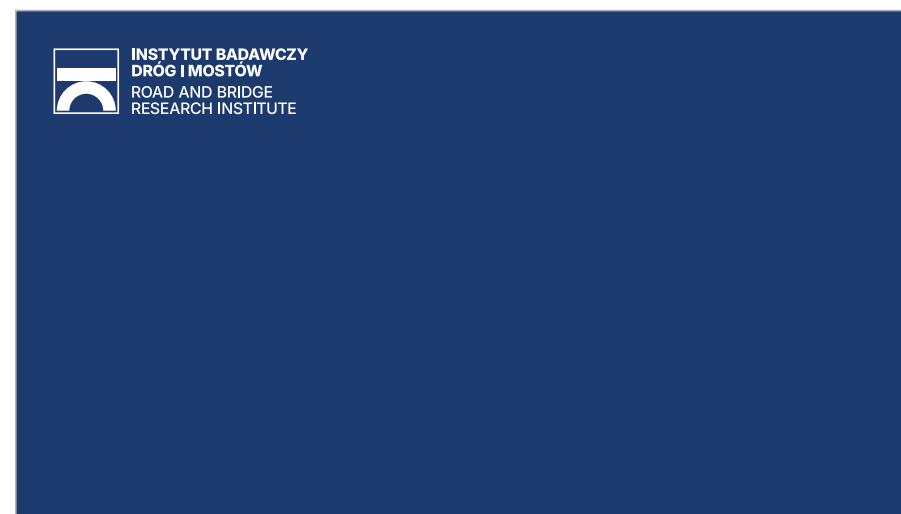 INSTYTUT BADAWCZY
DRÓG I MOSTÓW
ROAD AND BRIDGE
RESEARCH INSTITUTE